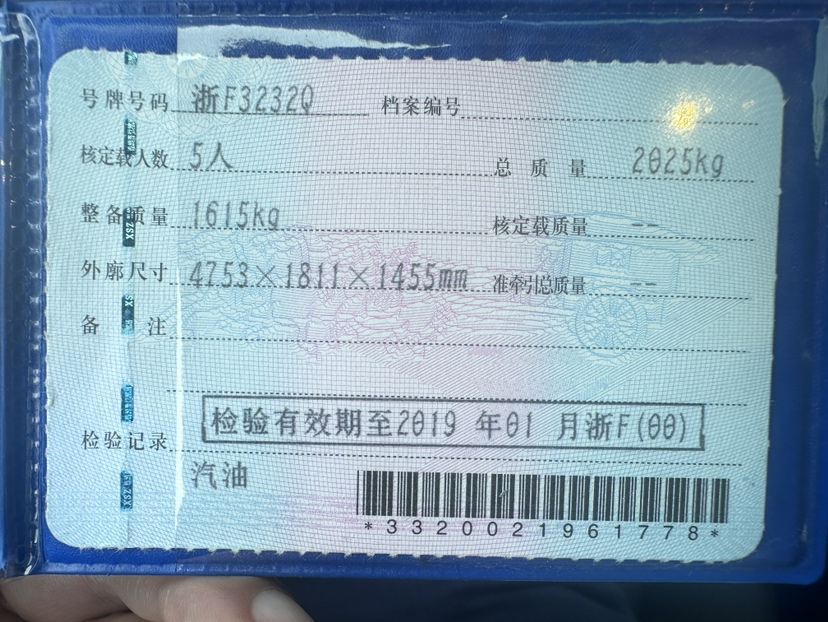 号牌号码 浙F3232Q 档案编号
核定载人数 5人 总质量 2025kg
整备质量 1615kg 核定载质量 --
外廓尺寸 4753×1811×1455mm 准牵引总质量 --
备注
检验记录 检验有效期至2019 年01 月浙F(00)
汽油
*3320021961778*